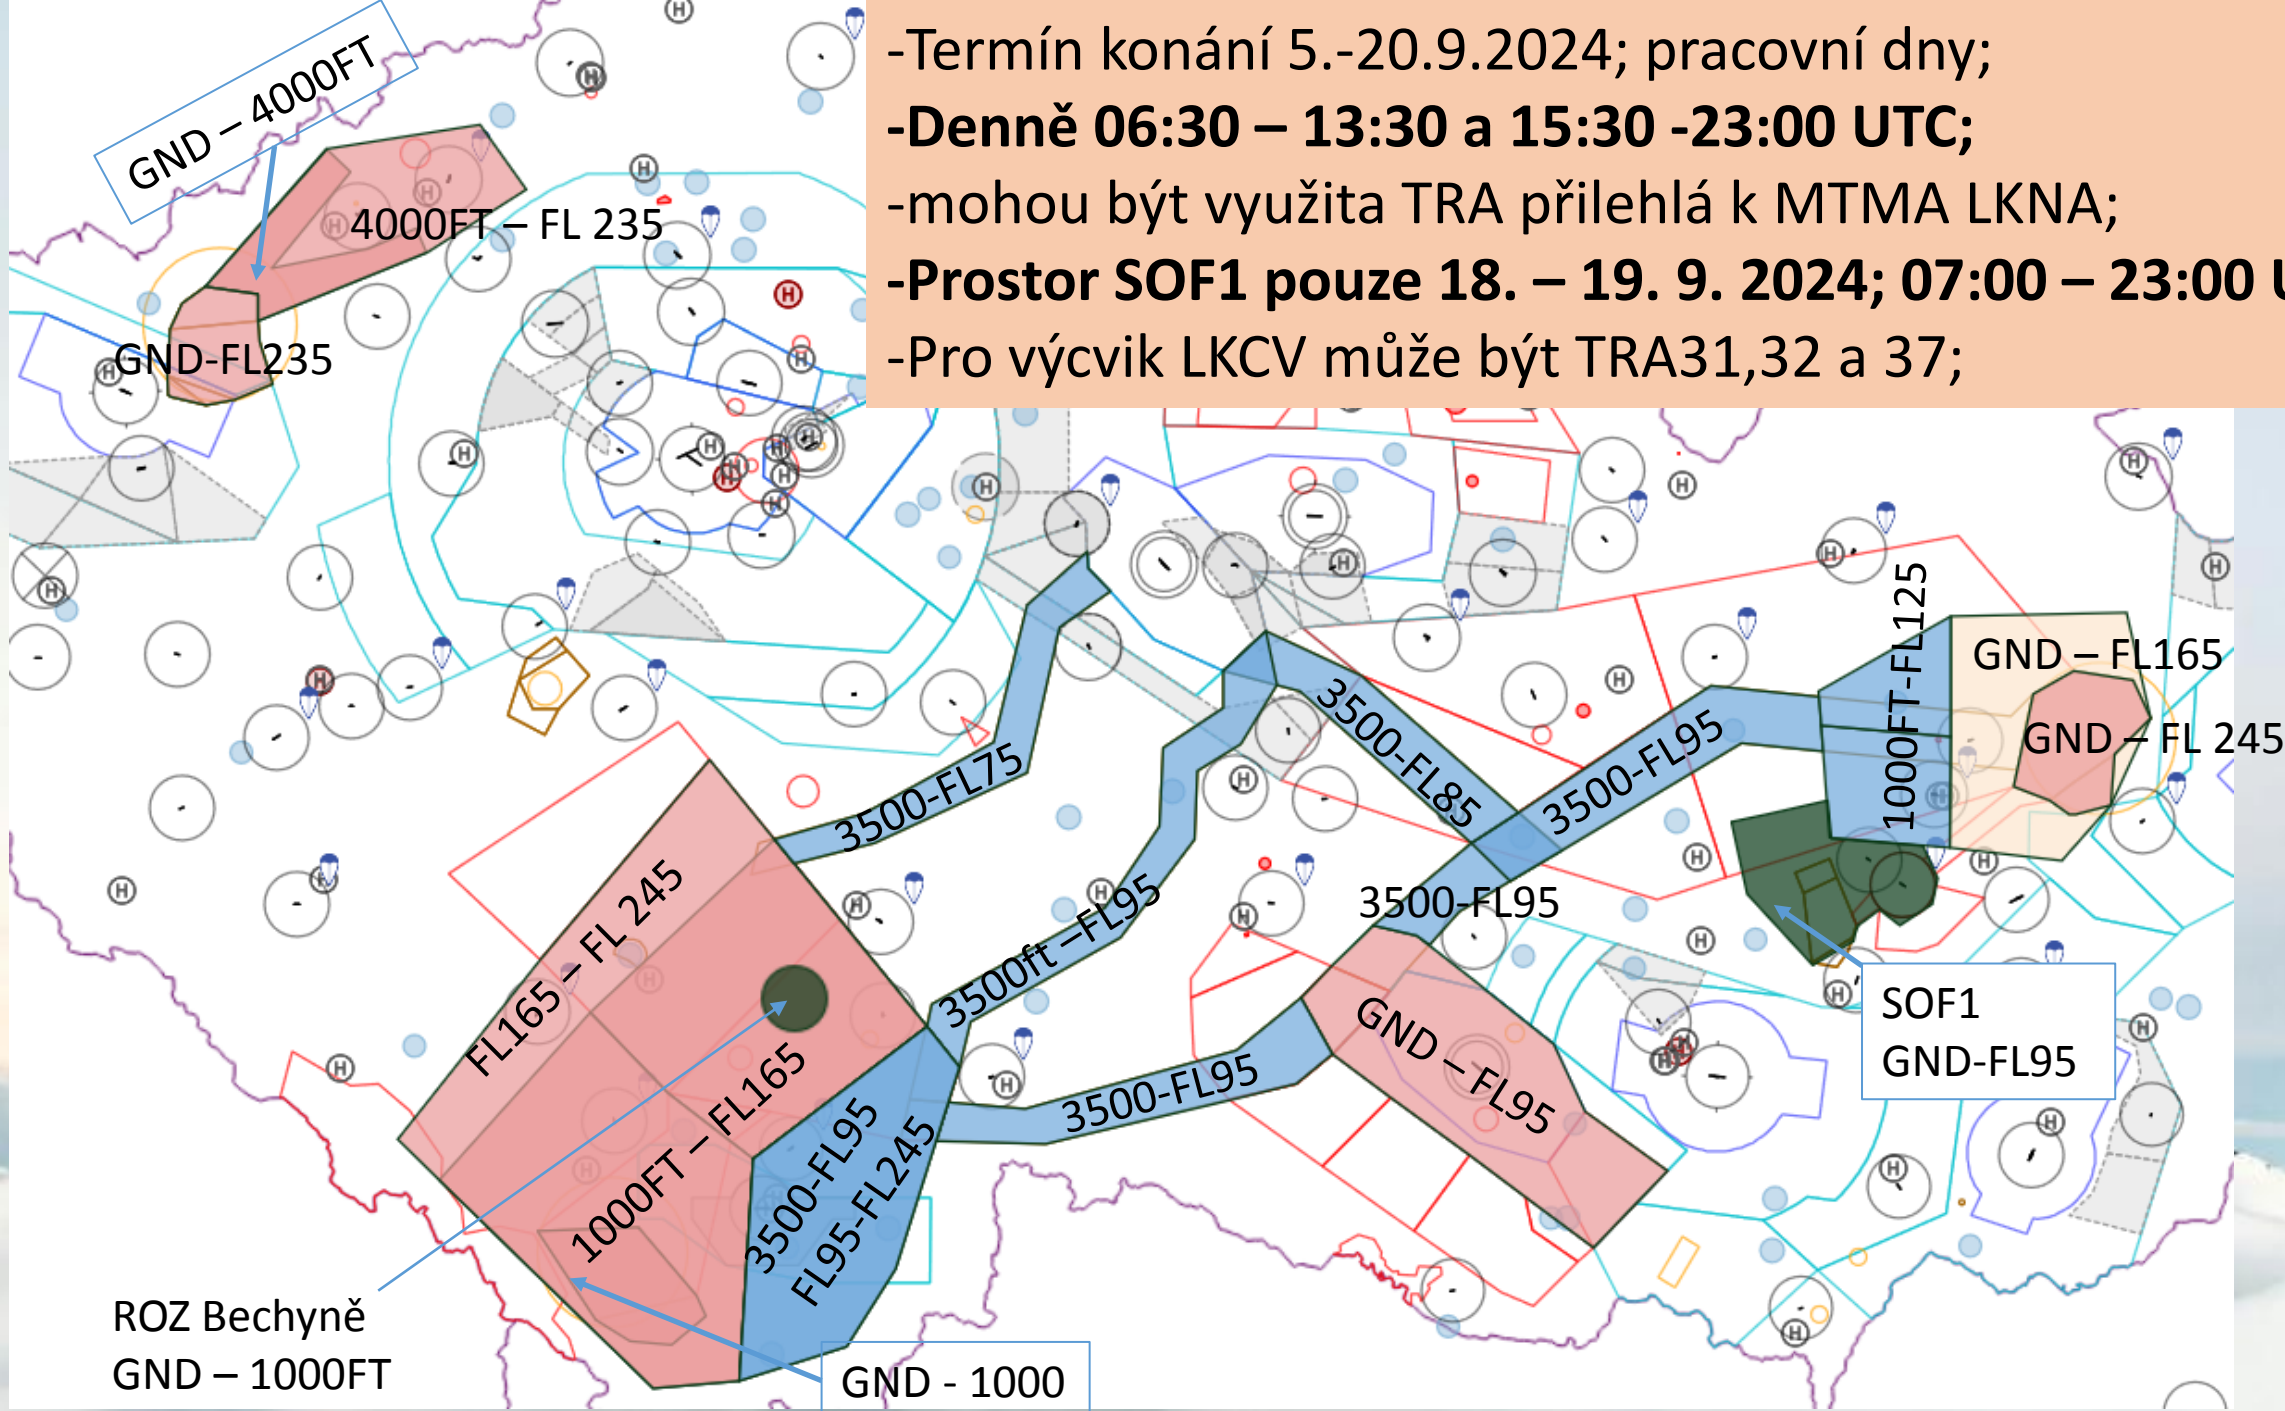 -Termín konání 5.-20.9.2024; pracovní dny;
-Denně 06:30 – 13:30 a 15:30 -23:00 UTC;
-mohou být využita TRA přilehlá k MTMA LKNA;
-Prostor SOF1 pouze 18. – 19. 9. 2024; 07:00 – 23:00 U
-Pro výcvik LKCV může být TRA31,32 a 37;
GND – 4000FT
4000FT – FL 235
GND-FL235
1000FT-FL125
GND – FL165
GND – FL 245
3500-FL85
3500-FL95
3500-FL75
3500-FL95
3500ft –FL95
FL165 – FL 245
GND – FL95
SOF1
GND-FL95
1000FT – FL165
3500-FL95
FL95-FL245
3500-FL95
ROZ Bechyně
GND – 1000FT
GND - 1000